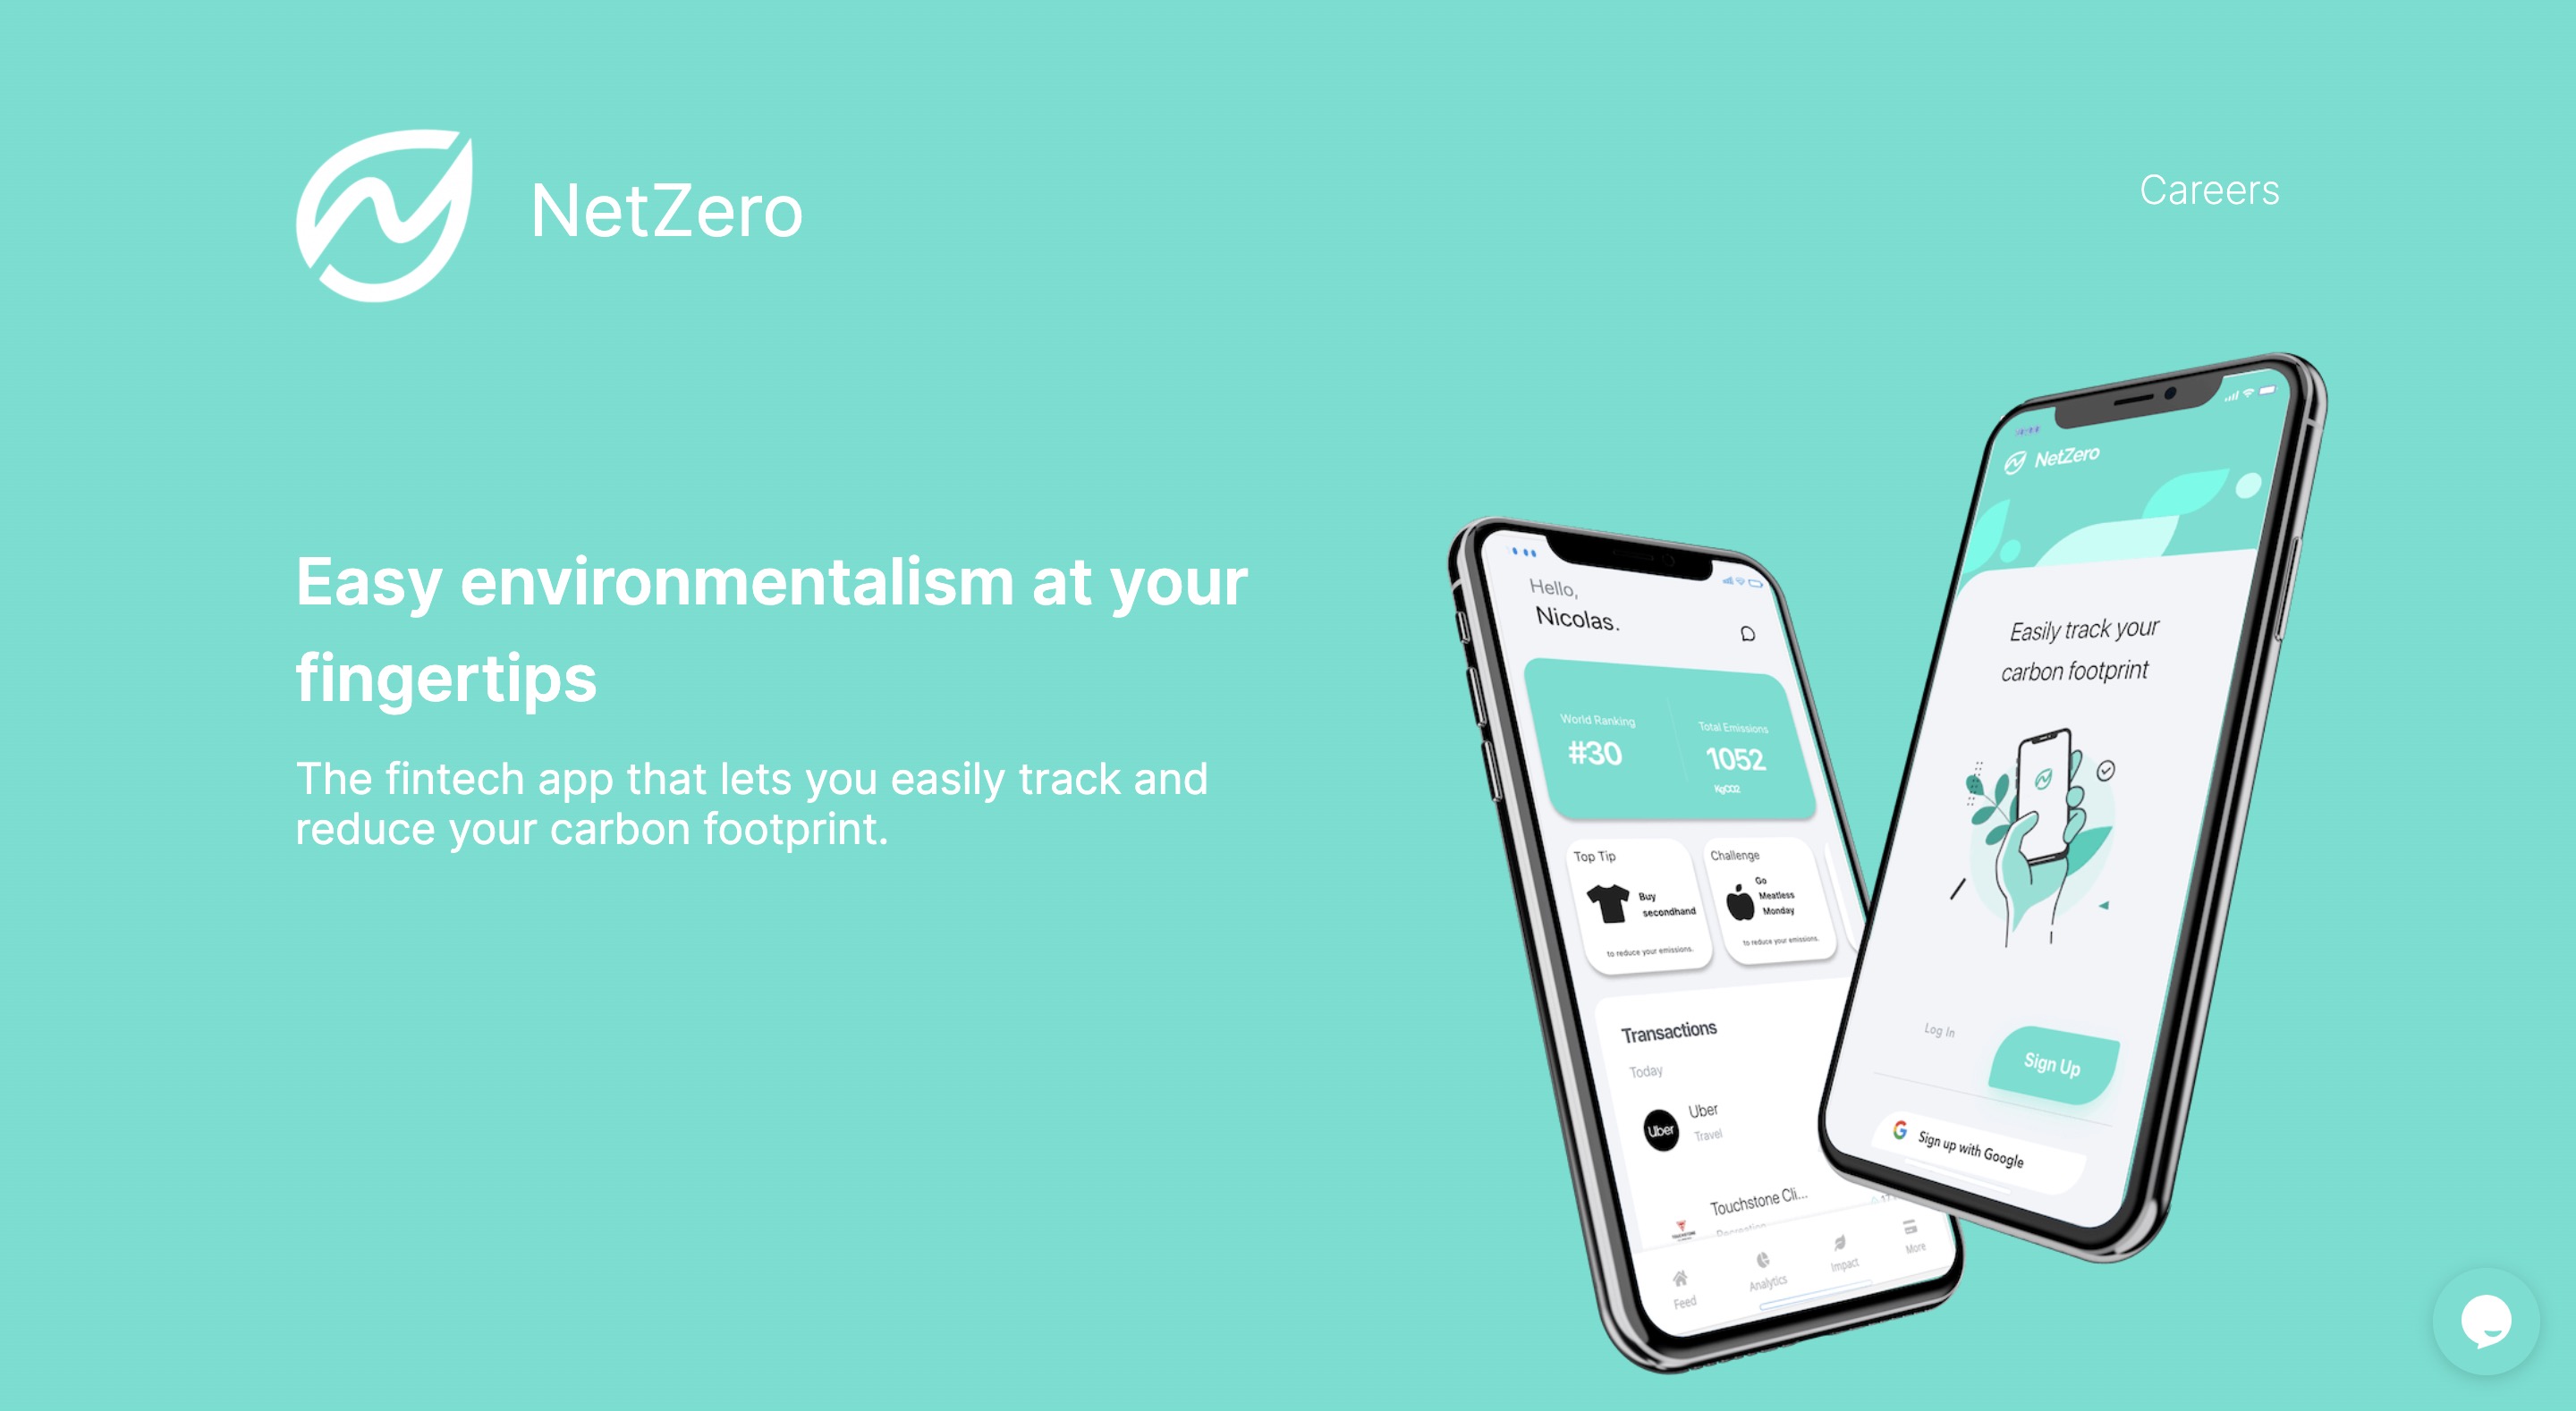 NetZero
Careers
Easy environmentalism at your
fingertips
The fintech app that lets you easily track and
reduce your carbon footprint.
Hello,
Nicolas.
World Ranking
#30
Total Emissions
1052
KgCO2
Top Tip
Buy
secondhand
to reduce your emissions.
Challenge
Go
Meatless
Monday
to reduce your emissions.
Transactions
Today
Uber
Uber
Travel
Touchstone Cli...
Feed
Analytics
Impact
More
NetZero
Easily track your
carbon footprint
Log In
Sign Up
G Sign up with Google